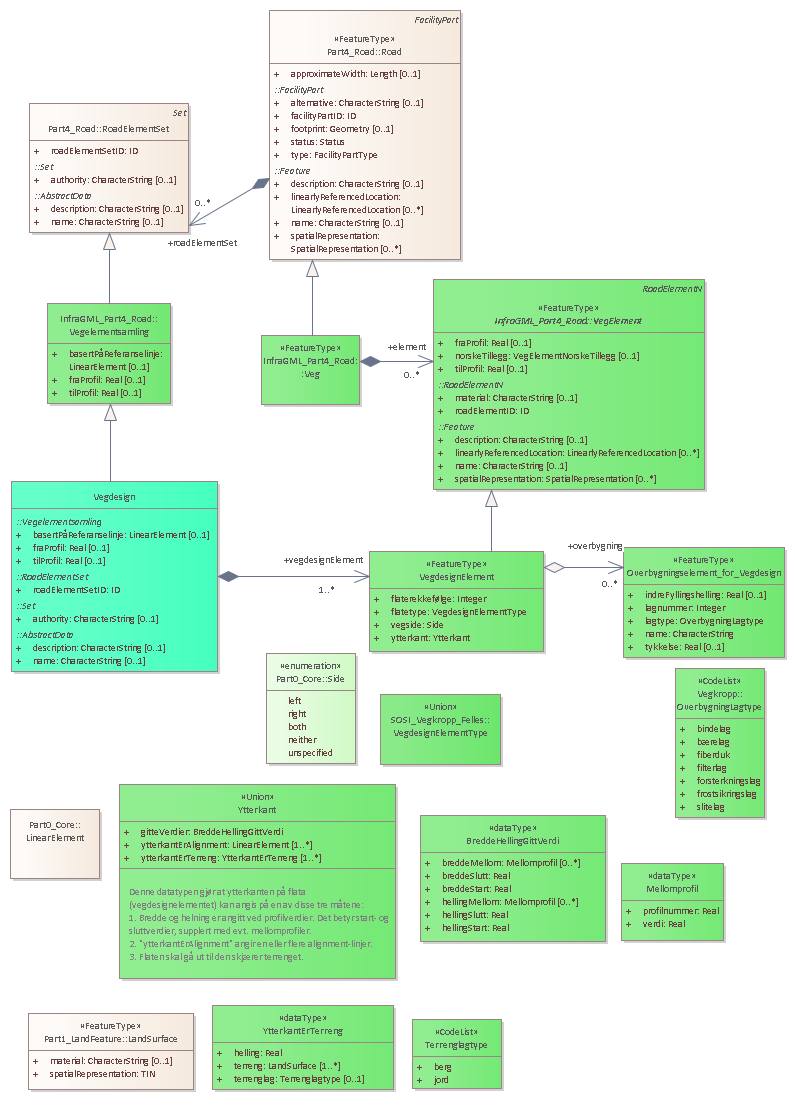 FacilityPart
«FeatureType»
Part4_Road::Road
+ approximateWidth: Length [0..1]
::FacilityPart
+ alternative: CharacterString [0..1]
+ facilityPartID: ID
+ footprint: Geometry [0..1]
+ status: Status
+ type: FacilityPartType
::Feature
+ description: CharacterString [0..1]
+ linearlyReferencedLocation:
LinearlyReferencedLocation [0..*]
+ name: CharacterString [0..1]
+ spatialRepresentation:
SpatialRepresentation [0..*]
Set
Part4_Road::RoadElementSet
+ roadElementSetID: ID
::Set
+ authority: CharacterString [0..1]
::AbstractData
+ description: CharacterString [0..1]
+ name: CharacterString [0..1]
0..*
+roadElementSet
InfraGML_Part4_Road::
Vegelementsamling
+ basertPåReferanselinje:
LinearElement [0..1]
+ fraProfil: Real [0..1]
+ tilProfil: Real [0..1]
«FeatureType»
InfraGML_Part4_Road:
:Veg
+element
0..*
RoadElementN
«FeatureType»
InfraGML_Part4_Road::VegElement
+ fraProfil: Real [0..1]
+ norskeTillegg: VegElementNorskeTillegg [0..1]
+ tilProfil: Real [0..1]
::RoadElementN
+ material: CharacterString [0..1]
+ roadElementID: ID
::Feature
+ description: CharacterString [0..1]
+ linearlyReferencedLocation: LinearlyReferencedLocation [0..*]
+ name: CharacterString [0..1]
+ spatialRepresentation: SpatialRepresentation [0..*]
Vegdesign
::Vegelementsamling
+ basertPåReferanselinje: LinearElement [0..1]
+ fraProfil: Real [0..1]
+ tilProfil: Real [0..1]
::RoadElementSet
+ roadElementSetID: ID
::Set
+ authority: CharacterString [0..1]
::AbstractData
+ description: CharacterString [0..1]
+ name: CharacterString [0..1]
+vegdesignElement
1..*
«FeatureType»
VegdesignElement
+ flaterekkefølge: Integer
+ flatetype: VegdesignElementType
+ vegside: Side
+ ytterkant: Ytterkant
+overbygning
0..*
«FeatureType»
Overbygningselement_for_Vegdesign
+ indreFyllingshelling: Real [0..1]
+ lagnummer: Integer
+ lagtype: OverbygningLagtype
+ name: CharacterString
+ tykkelse: Real [0..1]
«enumeration»
Part0_Core::Side
left
right
both
neither
unspecified
«Union»
SOSI_Vegkropp_Felles::
VegdesignElementType
«CodeList»
Vegkropp::
OverbygningLagtype
+ bindelag
+ bærelag
+ fiberduk
+ filterlag
+ forsterkningslag
+ frostsikringslag
+ slitelag
Part0_Core::
LinearElement
«Union»
Ytterkant
+ gitteVerdier: BreddeHellingGittVerdi
+ ytterkantErAlignment: LinearElement [1..*]
+ ytterkantErTerreng: YtterkantErTerreng [1..*]
Denne datatypen gjør at ytterkanten på flata
(vegdesignelementet) kan angis på en av disse tre måtene:
1. Bredde og helning er angitt ved profilverdier. Det betyr start- og
sluttverdier, supplert med evt. mellomprofiler.
2. "ytterkantErAlignment" angir en eller flere alignment-linjer.
3. Flaten skal gå ut til den skjærer terrenget.
«dataType»
BreddeHellingGittVerdi
+ breddeMellom: Mellomprofil [0..*]
+ breddeSlutt: Real
+ breddeStart: Real
+ hellingMellom: Mellomprofil [0..*]
+ hellingSlutt: Real
+ hellingStart: Real
«dataType»
Mellomprofil
+ profilnummer: Real
+ verdi: Real
«FeatureType»
Part1_LandFeature::LandSurface
+ material: CharacterString [0..1]
+ spatialRepresentation: TIN
«dataType»
YtterkantErTerreng
+ helling: Real
+ terreng: LandSurface [1..*]
+ terrenglag: Terrenglagtype [0..1]
«CodeList»
Terrenglagtype
+ berg
+ jord